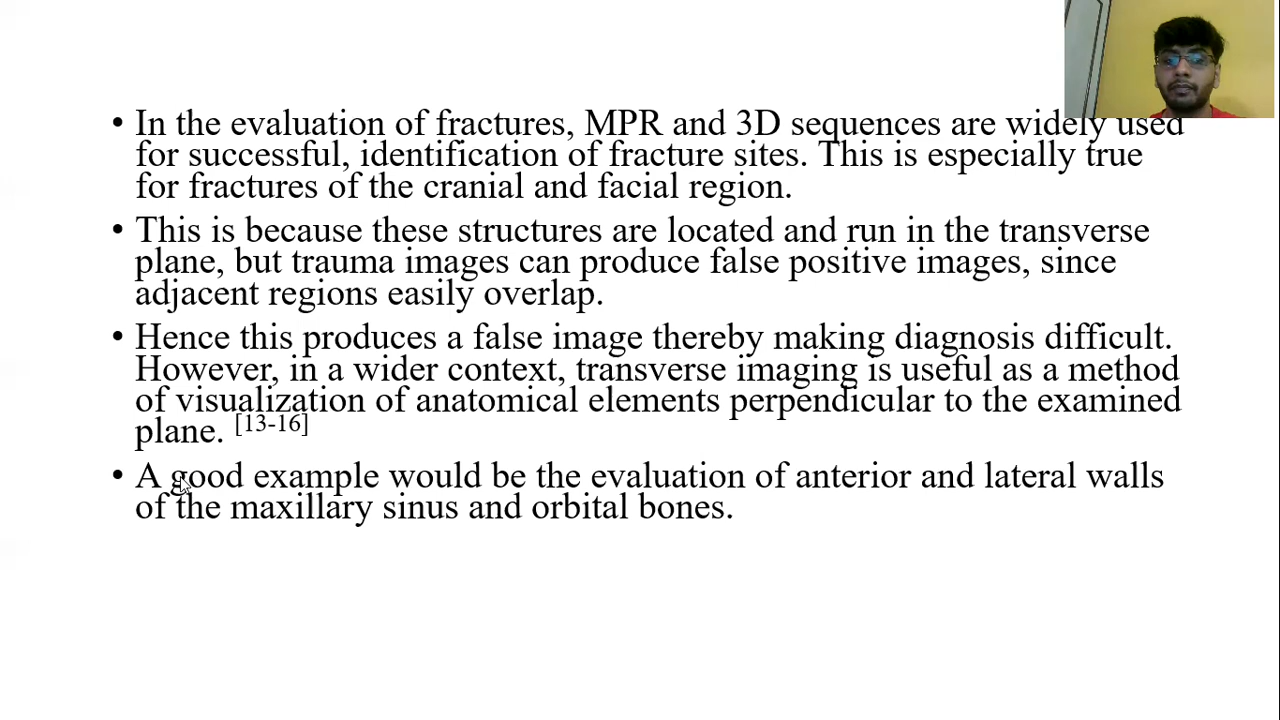 • In the evaluation of fractures, MPR and 3D sequences are widely used
for successful, identification of fracture sites. This is especially true
for fractures of the cranial and facial region.
• This is because these structures are located and run in the transverse
plane, but trauma images can produce false positive images, since
adjacent regions easily overlap.
• Hence this produces a false image thereby making diagnosis difficult.
However, in a wider context, transverse imaging is useful as a method
of visualization of anatomical elements perpendicular to the examined
plane. [13-16]
• A good example would be the evaluation of anterior and lateral walls
of the maxillary sinus and orbital bones.